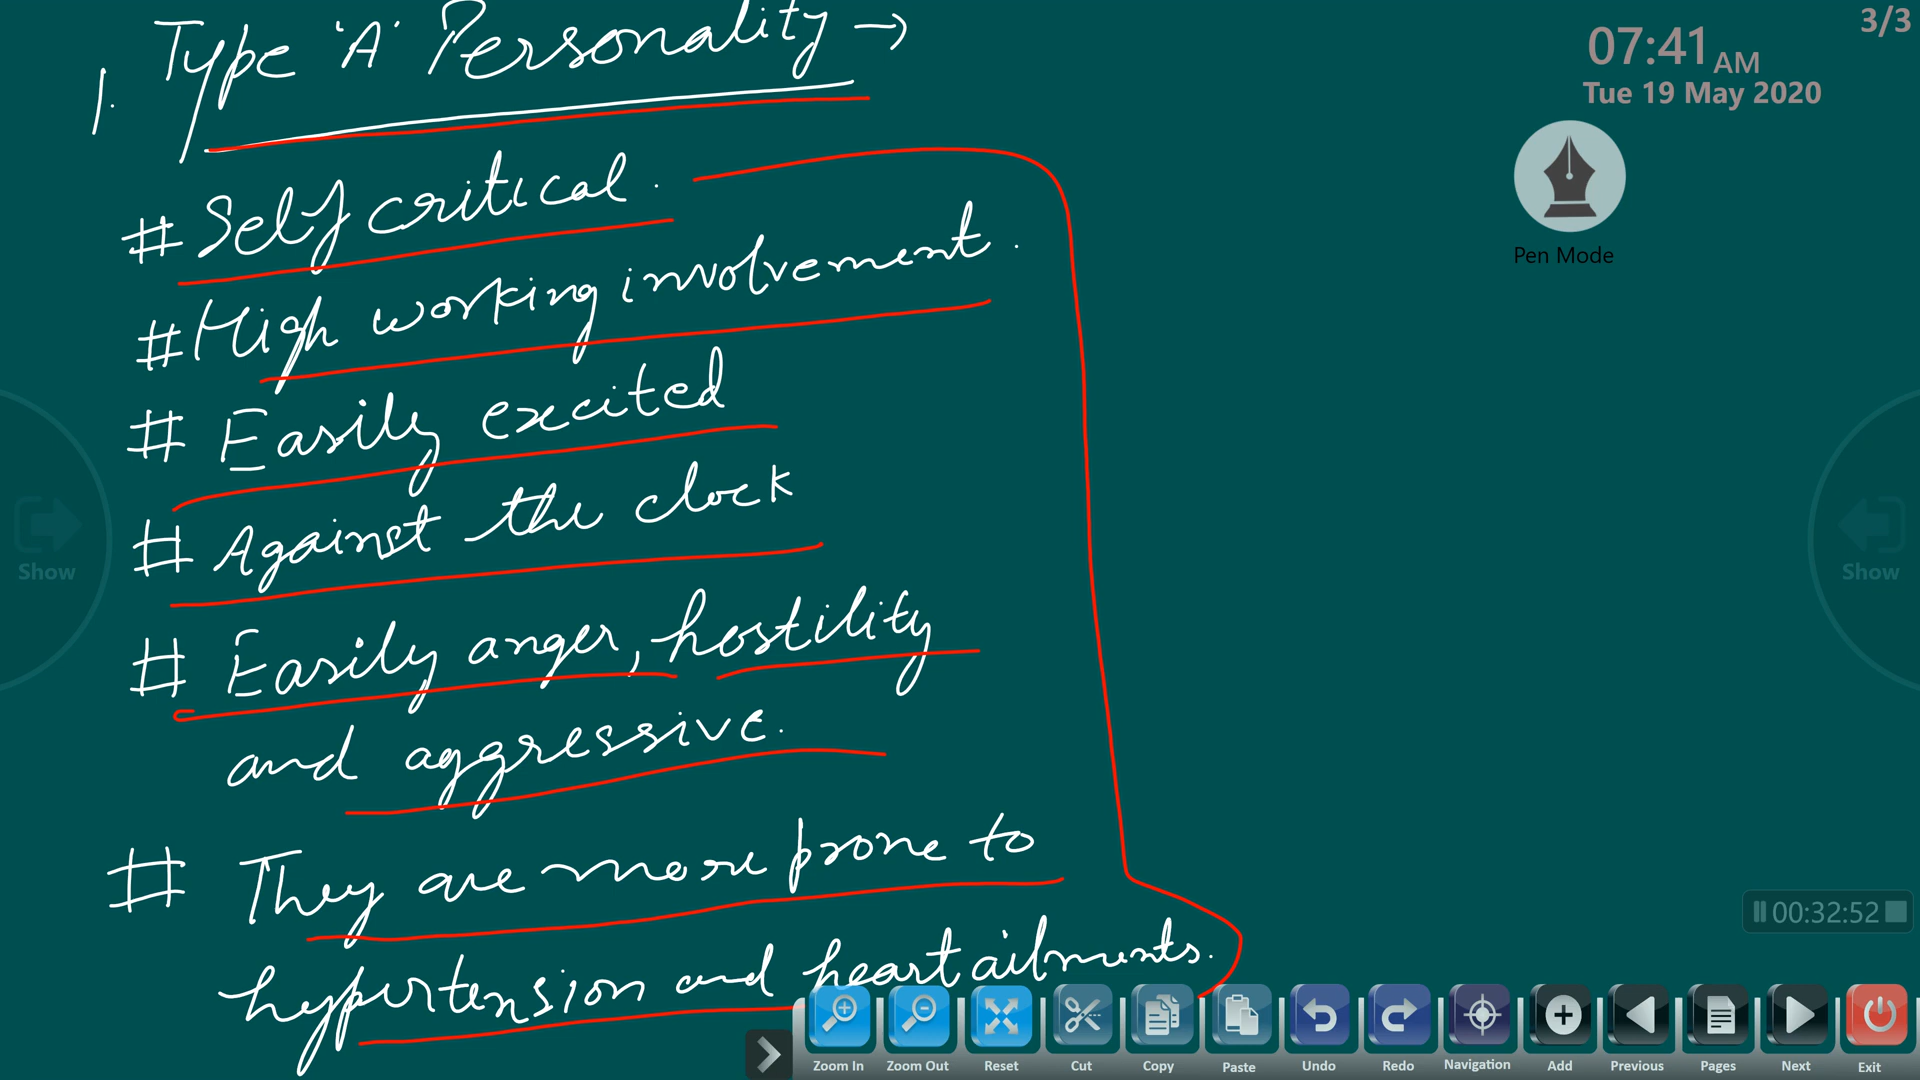 1. Type 'A' Personality →
# Self critical.
# High working involvement.
# Easily excited
# Against the clock
# Easily anger, hostility
and aggressive.
# They are more prone to
hypertension and heart ailments.
3/3
07:41 AM
Tue 19 May 2020
Pen Mode
Show
Show
00:32:52
Zoom In Zoom Out Reset Cut Copy Paste Undo Redo Navigation Add Previous Pages Next Exit